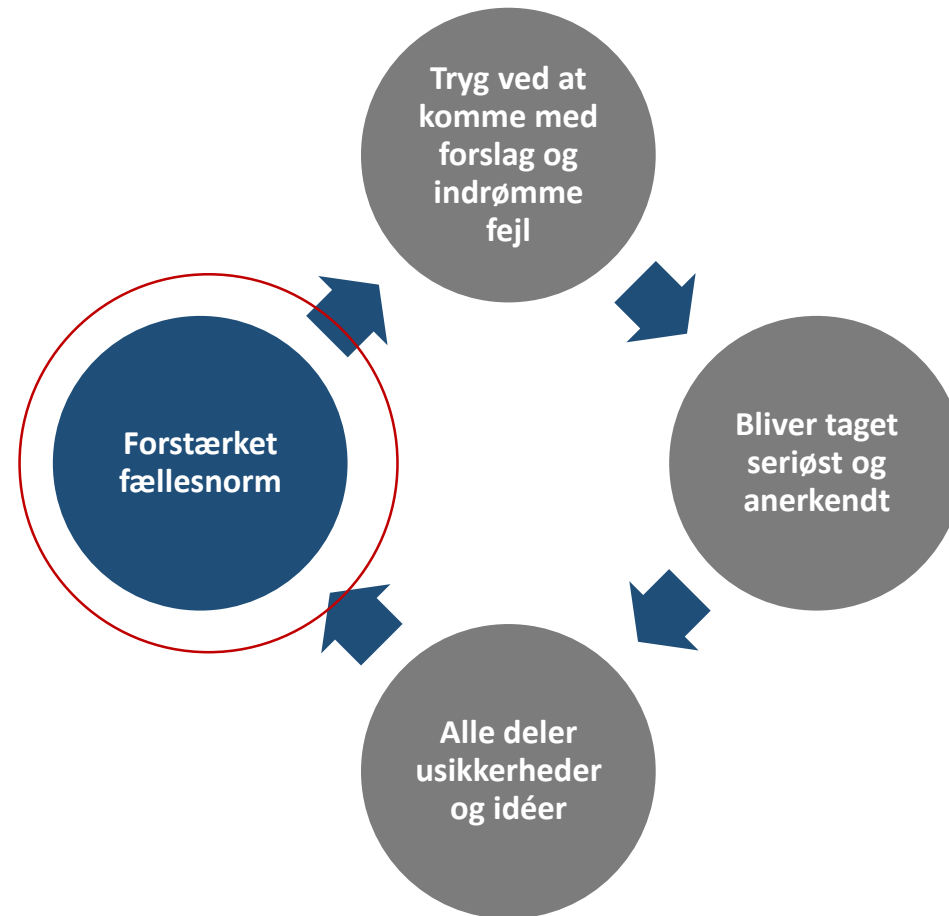 Tryg ved at
komme med
forslag og
indrømme
fejl
Bliver taget
seriøst og
anerkendt
Alle deler
usikkerheder
og idéer
Forstærket
fællesnorm